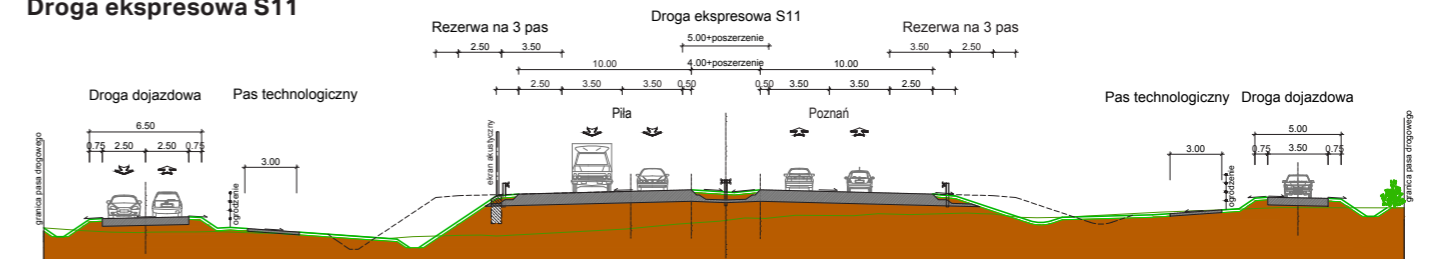 Droga ekspresowa S11
Droga ekspresowa S11
Rezerwa na 3 pas
Rezerwa na 3 pas
5.00+poszerzenie
2.50 3.50
3.50 2.50
10.00 4.00+poszerzenie 10.00
2.50 3.50 3.50 0.50
0.50 3.50 3.50 2.50
Droga dojazdowa
Pas technologiczny
Piła
Poznań
Pas technologiczny
Droga dojazdowa
6.50
5.00
0.75 2.50 2.50 0.75
3.00
3.00
0.75 3.50 0.75
granica pasa drogowego
ogrodzenie
ekran akustyczny
ogrodzenie
granica pasa drogowego